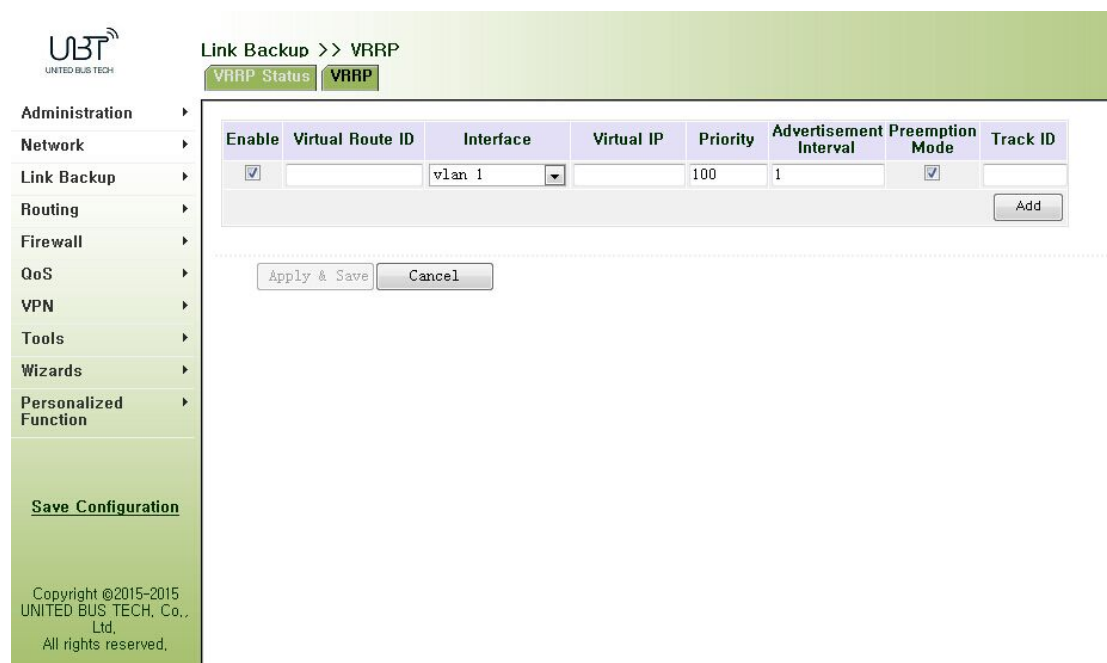 UBT
UNITED BUS TECH
Link Backup >> VRRP
VRRP Status VRRP
Administration
Network
Link Backup
Routing
Firewall
QoS
VPN
Tools
Wizards
Personalized
Function
Save Configuration
Copyright ©2015-2015
UNITED BUS TECH, Co.,
Ltd,
All rights reserved,
Enable Virtual Route ID Interface Virtual IP Priority Advertisement Interval Preemption Mode Track ID
vlan 1 100 1
Add
Apply & Save Cancel